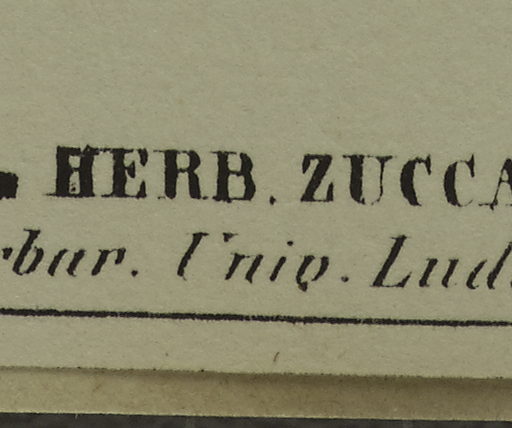 HERB. ZUCCA
rbar. Univ. Lud